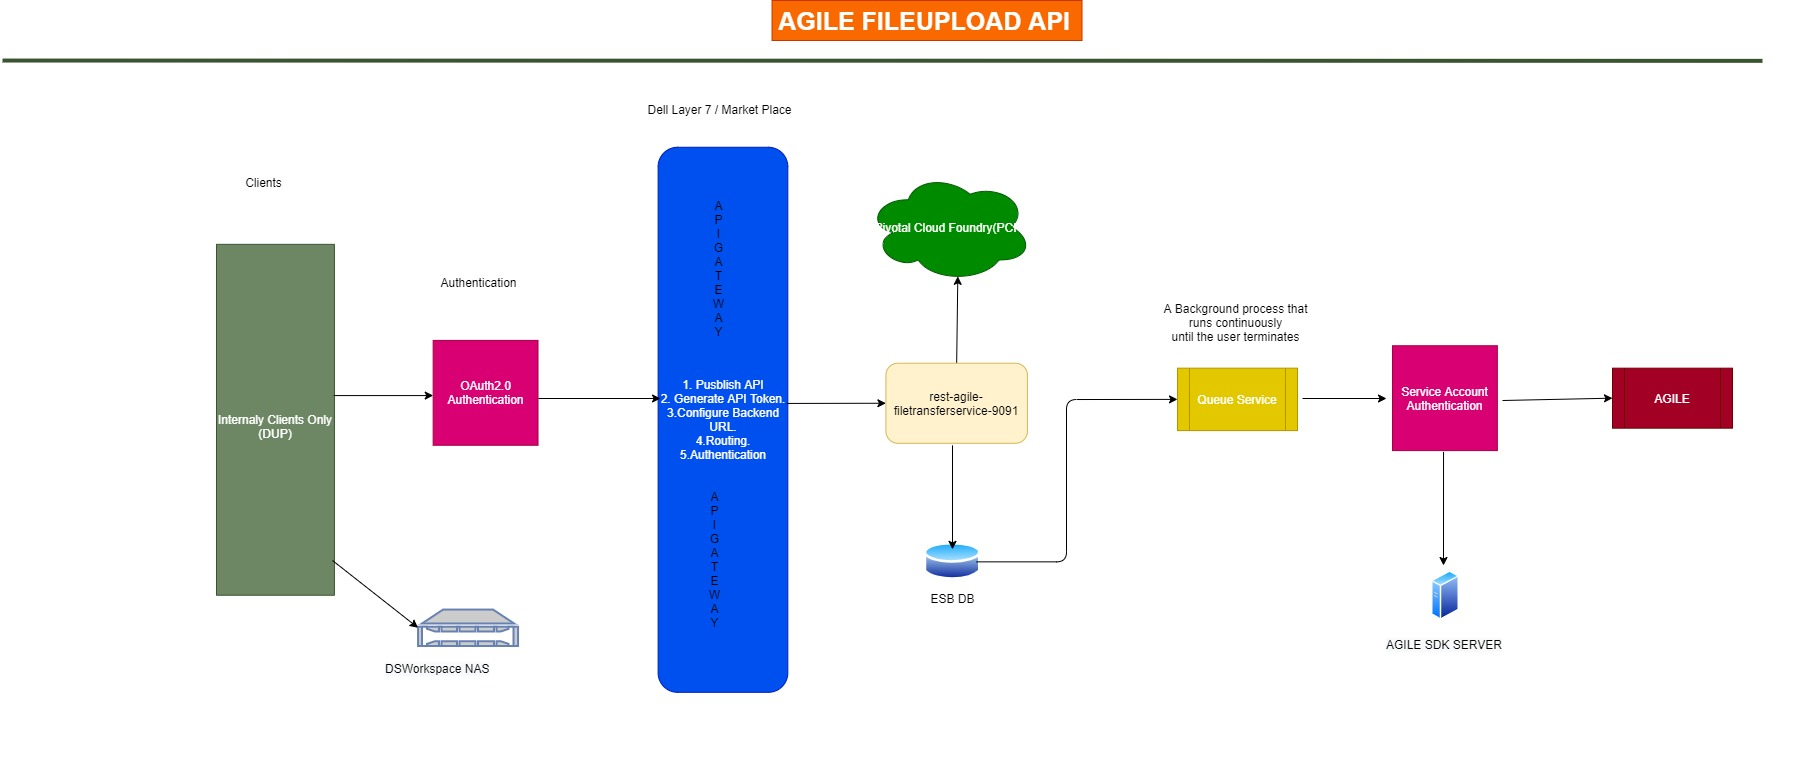 AGILE FILEUPLOAD API
Dell Layer 7 / Market Place
Clients
Authentication
Internaly Clients Only
(DUP)
OAuth2.0
Authentication
DSWorkspace NAS
A
P
I
G
A
T
E
W
A
Y
1. Pusblish API
2. Generate API Token.
3.Configure Backend
URL.
4.Routing.
5.Authentication
A
P
I
G
A
T
E
W
A
Y
Pivotal Cloud Foundry(PCF
rest-agile-
filetransferservice-9091
ESB DB
A Background process that
runs continuously
until the user terminates
Queue Service
Service Account
Authentication
AGILE SDK SERVER
AGILE